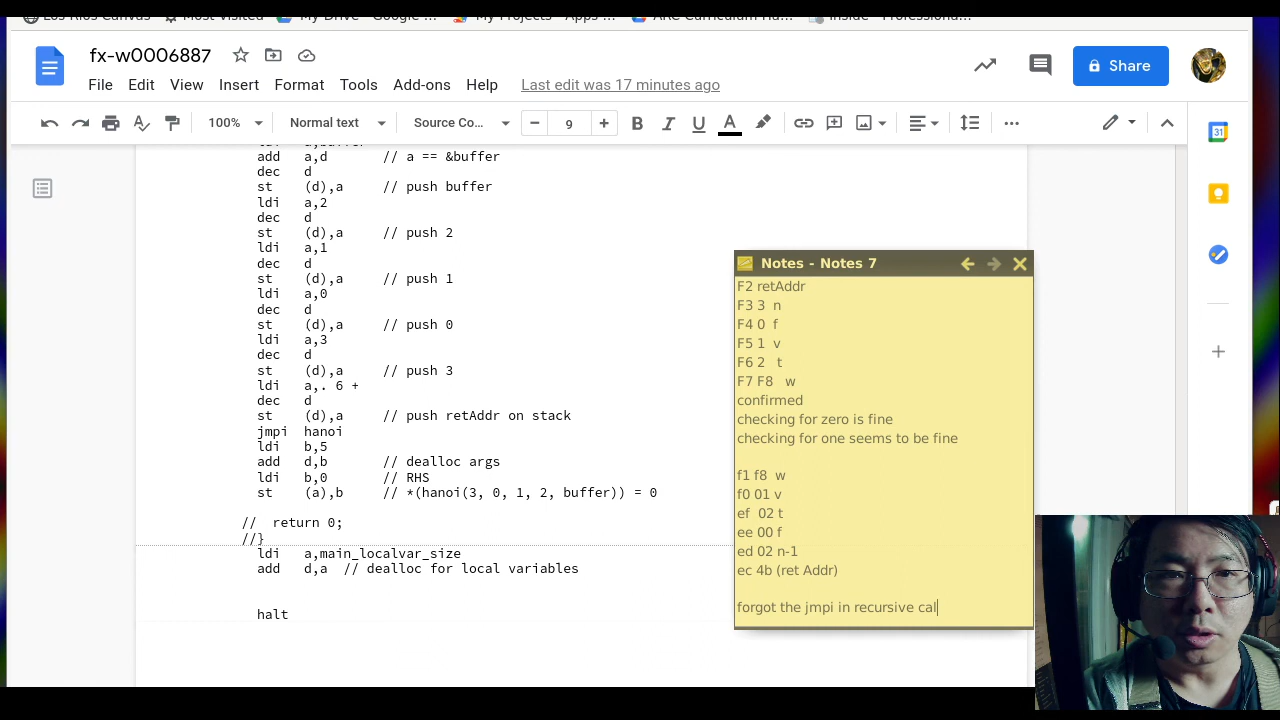 fx-w0006887
File Edit View Insert Format Tools Add-ons Help Last edit was 17 minutes ago
Share
100% Normal text Source Co... 9
add a,d // a == &buffer
dec d
st (d),a // push buffer
ldi a,2
dec d
st (d),a // push 2
ldi a,1
dec d
st (d),a // push 1
ldi a,0
dec d
st (d),a // push 0
ldi a,3
dec d
st (d),a // push 3
ldi a,. 6 +
dec d
st (d),a // push retAddr on stack
jmpi hanoi
ldi b,5
add d,b // dealloc args
ldi b,0 // RHS
st (a),b // *(hanoi(3, 0, 1, 2, buffer)) = 0
// return 0;
//}
ldi a,main_localvar_size
add d,a // dealloc for local variables
halt
Notes - Notes 7
F2 retAddr
F3 3 n
F4 0 f
F5 1 v
F6 2 t
F7 F8 w
confirmed
checking for zero is fine
checking for one seems to be fine
f1 f8 w
f0 01 v
ef 02 t
ee 00 f
ed 02 n-1
ec 4b (ret Addr)
forgot the jmpi in recursive cal
31